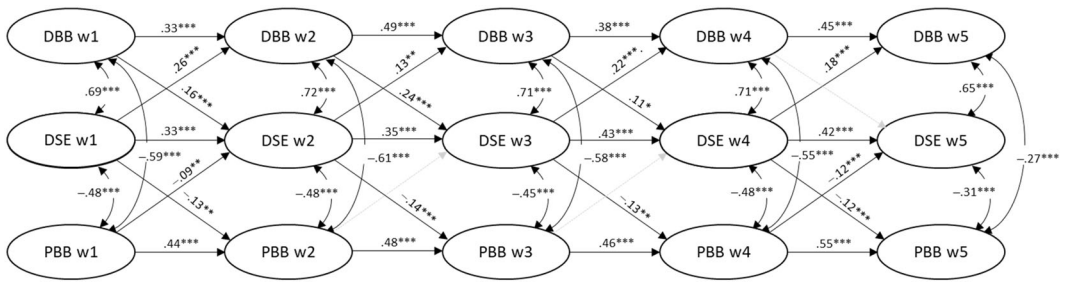 DBB w1 .33*** DBB w2 .49*** DBB w3 .38*** DBB w4 .45*** DBB w5
.26*** .13** .22***. .18***
.69*** .16*** .72*** .24*** .71*** .11* .71*** .65***
DSE w1 .33*** DSE w2 .35*** DSE w3 .43*** DSE w4 .42*** DSE w5
−.59*** −.09** −.61*** −.58*** −.55*** −.12*** −.27***
−.48*** −.13** −.48*** −.14*** −.45*** −.13** −.48*** −.12*** −.31***
PBB w1 .44*** PBB w2 .48*** PBB w3 .46*** PBB w4 .55*** PBB w5